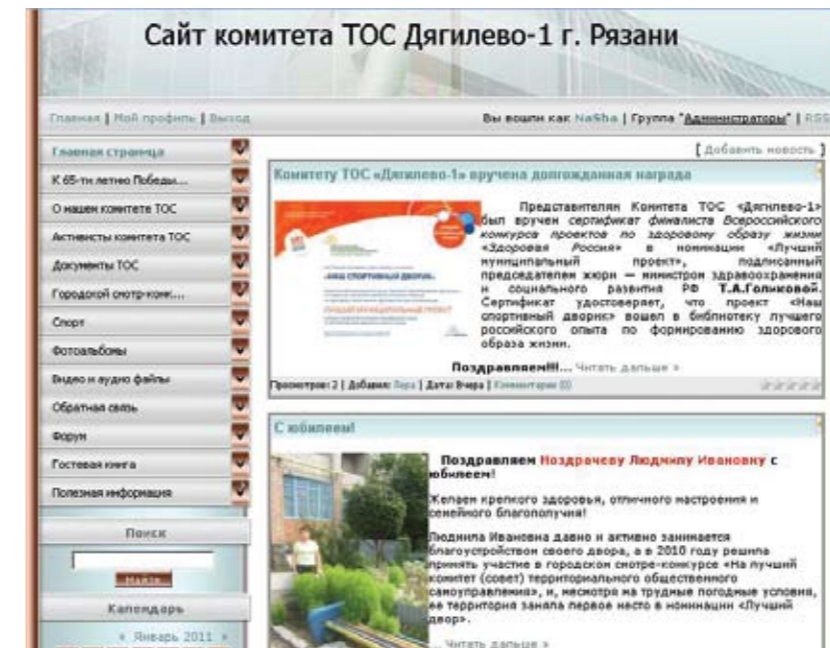 Сайт комитета ТОС Дягилево-1 г. Рязани
Главная | Мой профиль | Выход
Вы вошли как NaSha | Группа "Администраторы" | RSS
Главная страница
К 65-ти летию Победы...
О нашем комитете ТОС
Активисты комитета ТОС
Документы ТОС
Городской смотр-конк...
Спорт
Фотоальбомы
Видео и аудио файлы
Обратная связь
Форум
Гостевая книга
Полезная информация
Поиск
Найти
Календарь
« Январь 2011 »
[ Добавить новость ]
Комитету ТОС «Дягилево-1» вручена долгожданная награда
«НАШ СПОРТИВНЫЙ ДВОРИК»
ЛУЧШИЙ МУНИЦИПАЛЬНЫЙ ПРОЕКТ
Представителям Комитета ТОС «Дягилево-1»
был вручен сертификат финалиста Всероссийского
конкурса проектов по здоровому образу жизни
«Здоровая Россия» в номинации «Лучший
муниципальный проект», подписанный
председателем жюри — министром здравоохранения
и социального развития РФ Т.А.Голиковой.
Сертификат удостоверяет, что проект «Наш
спортивный дворик» вошел в библиотеку лучшего
российского опыта по формированию здорового
образа жизни.
Поздравляем!!!... Читать дальше »
Просмотров: 2 | Добавил: Лера | Дата: Вчера | Комментарии (0)
С юбилеем!
Поздравляем Ноздрачеву Людмилу Ивановну с
юбилеем!
Желаем крепкого здоровья, отличного настроения и
семейного благополучия!
Людмила Ивановна давно и активно занимается
благоустройством своего двора, а в 2010 году решила
принять участие в городском смотре-конкурсе «На лучший
комитет (совет) территориального общественного
самоуправления», и, несмотря на трудные погодные условия,
ее территория заняла первое место в номинации «Лучший
двор».
... Читать дальше »